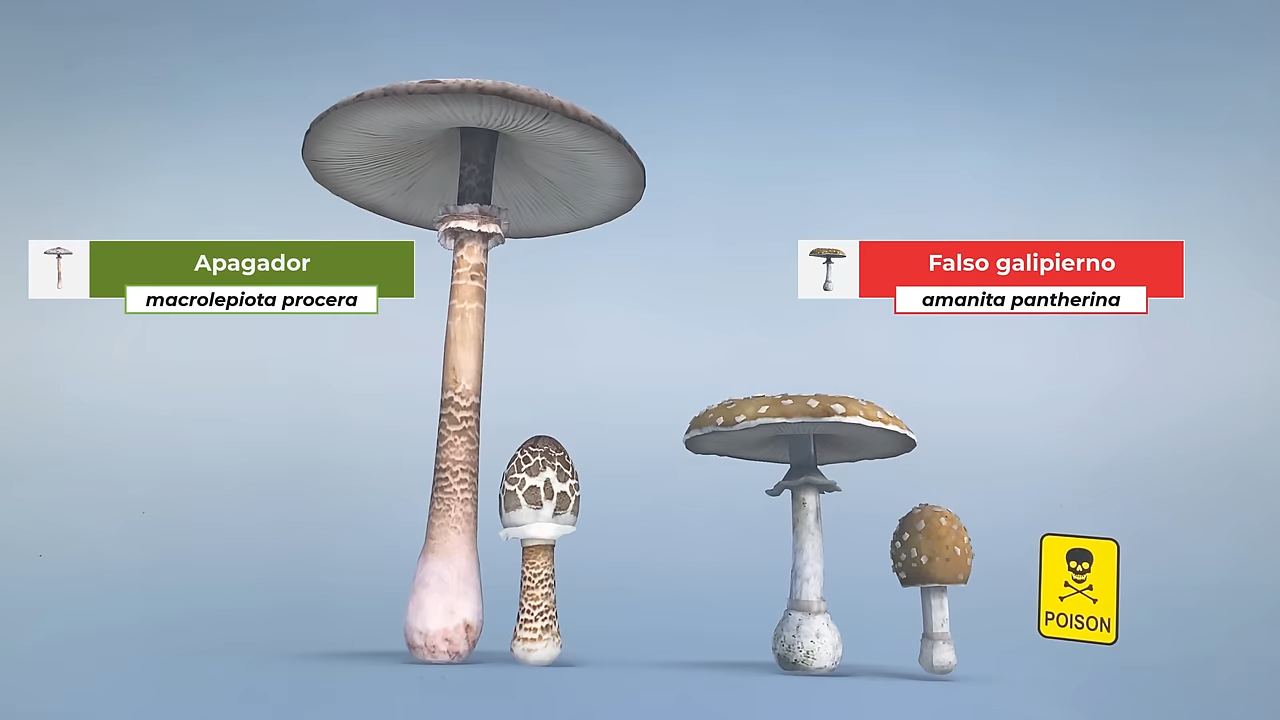 Apagador
macrolepiota procera
Falso galipierno
amanita pantherina
POISON